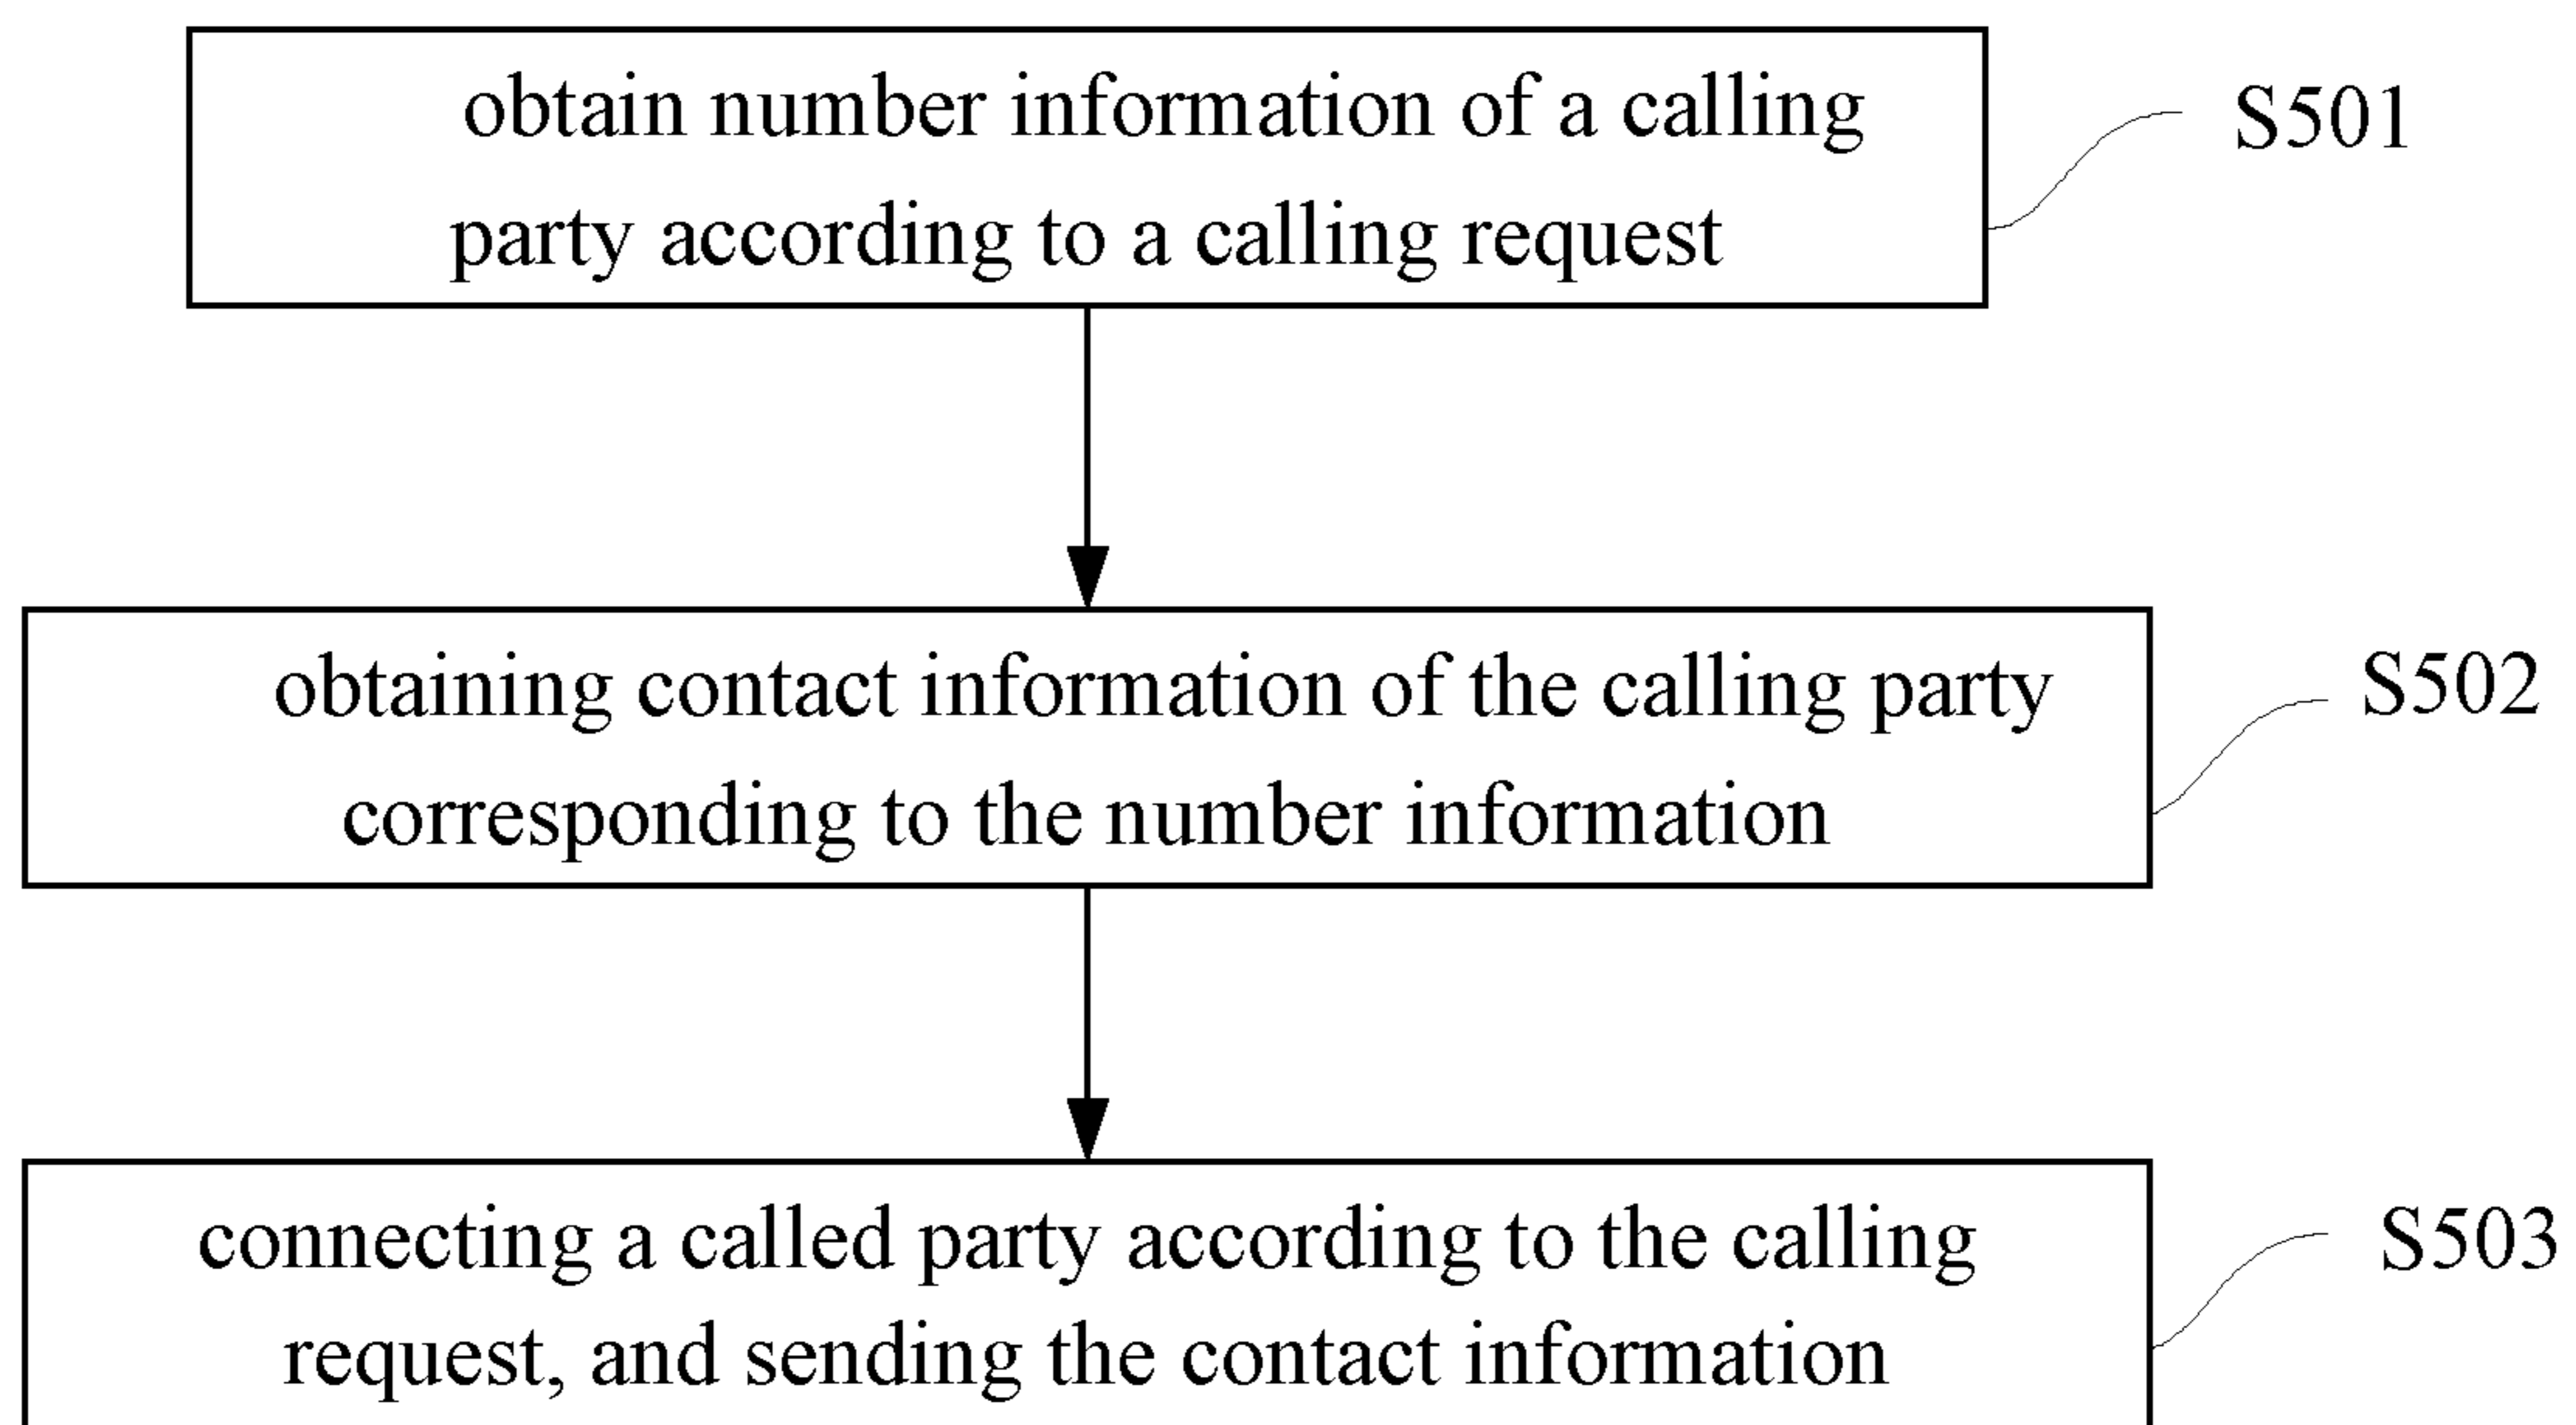 obtain number information of a calling
party according to a calling request
S501
obtaining contact information of the calling party
corresponding to the number information
S502
connecting a called party according to the calling
request, and sending the contact information
S503